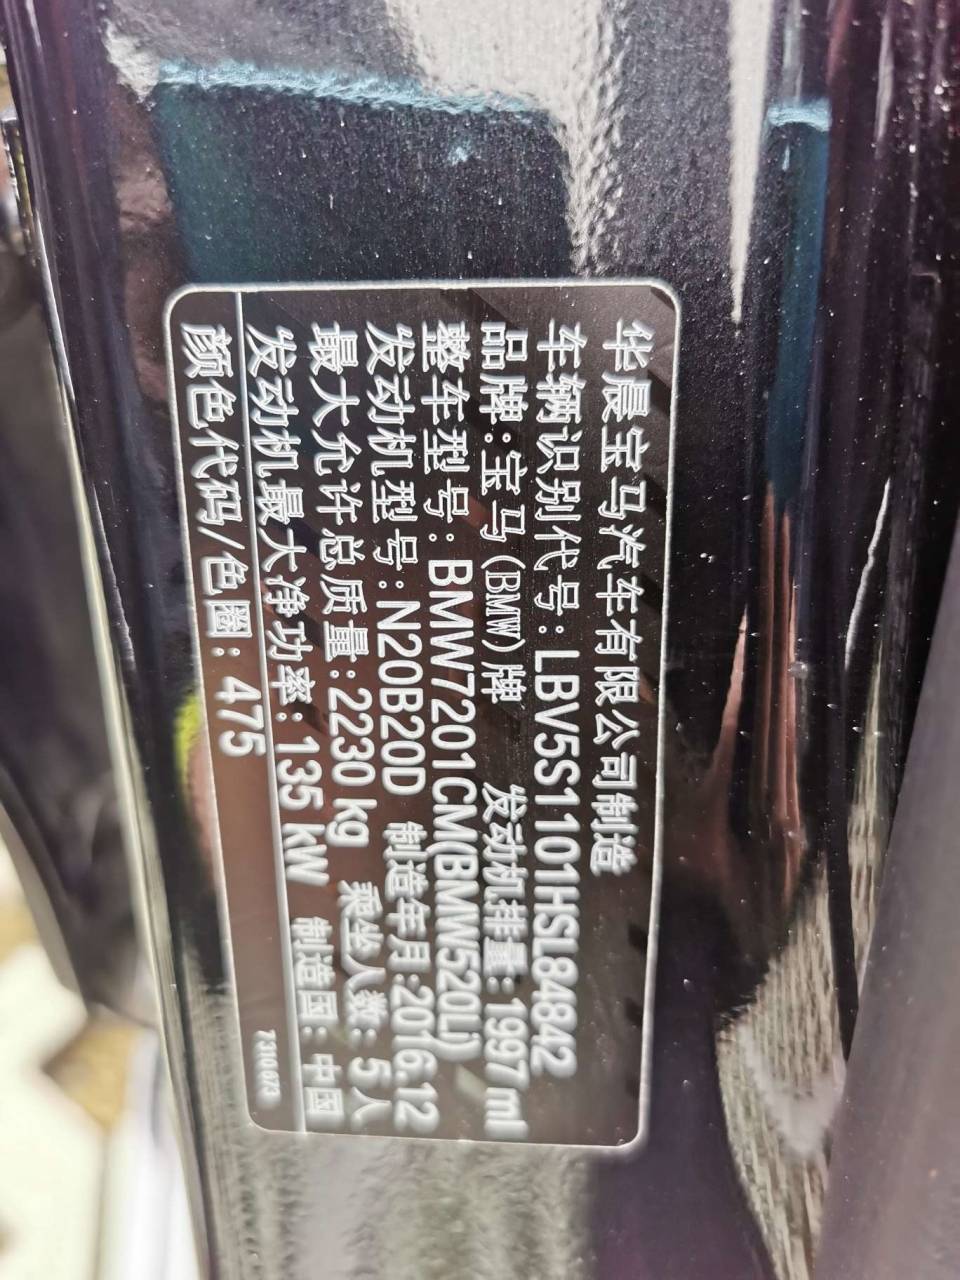 华晨宝马汽车有限公司制造
车辆识别代号:LBV5S1101HSL84842
品牌:宝马(BMW)牌 发动机排量:1997 ml
整车型号:BMW7201CM(BMW520Li)
发动机型号:N20B20D 制造年月:2016.12
最大允许总质量:2230 kg 乘坐人数:5人
发动机最大净功率:135 kW 制造国:中国
颜色代码/色圈:475
7310673